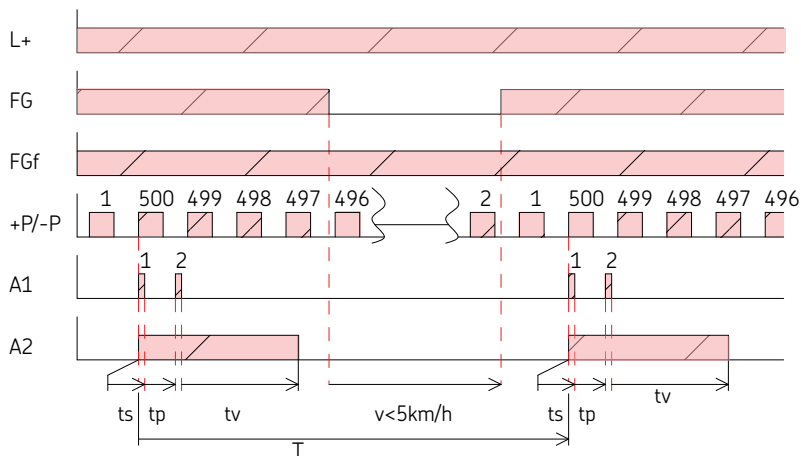 L+
FG
FGf
1 500 499 498 497 496 2 1 500 499 498 497 496
+P/-P
1 2 1 2
A1
A2
ts tp tv v<5km/h ts tp tv
T